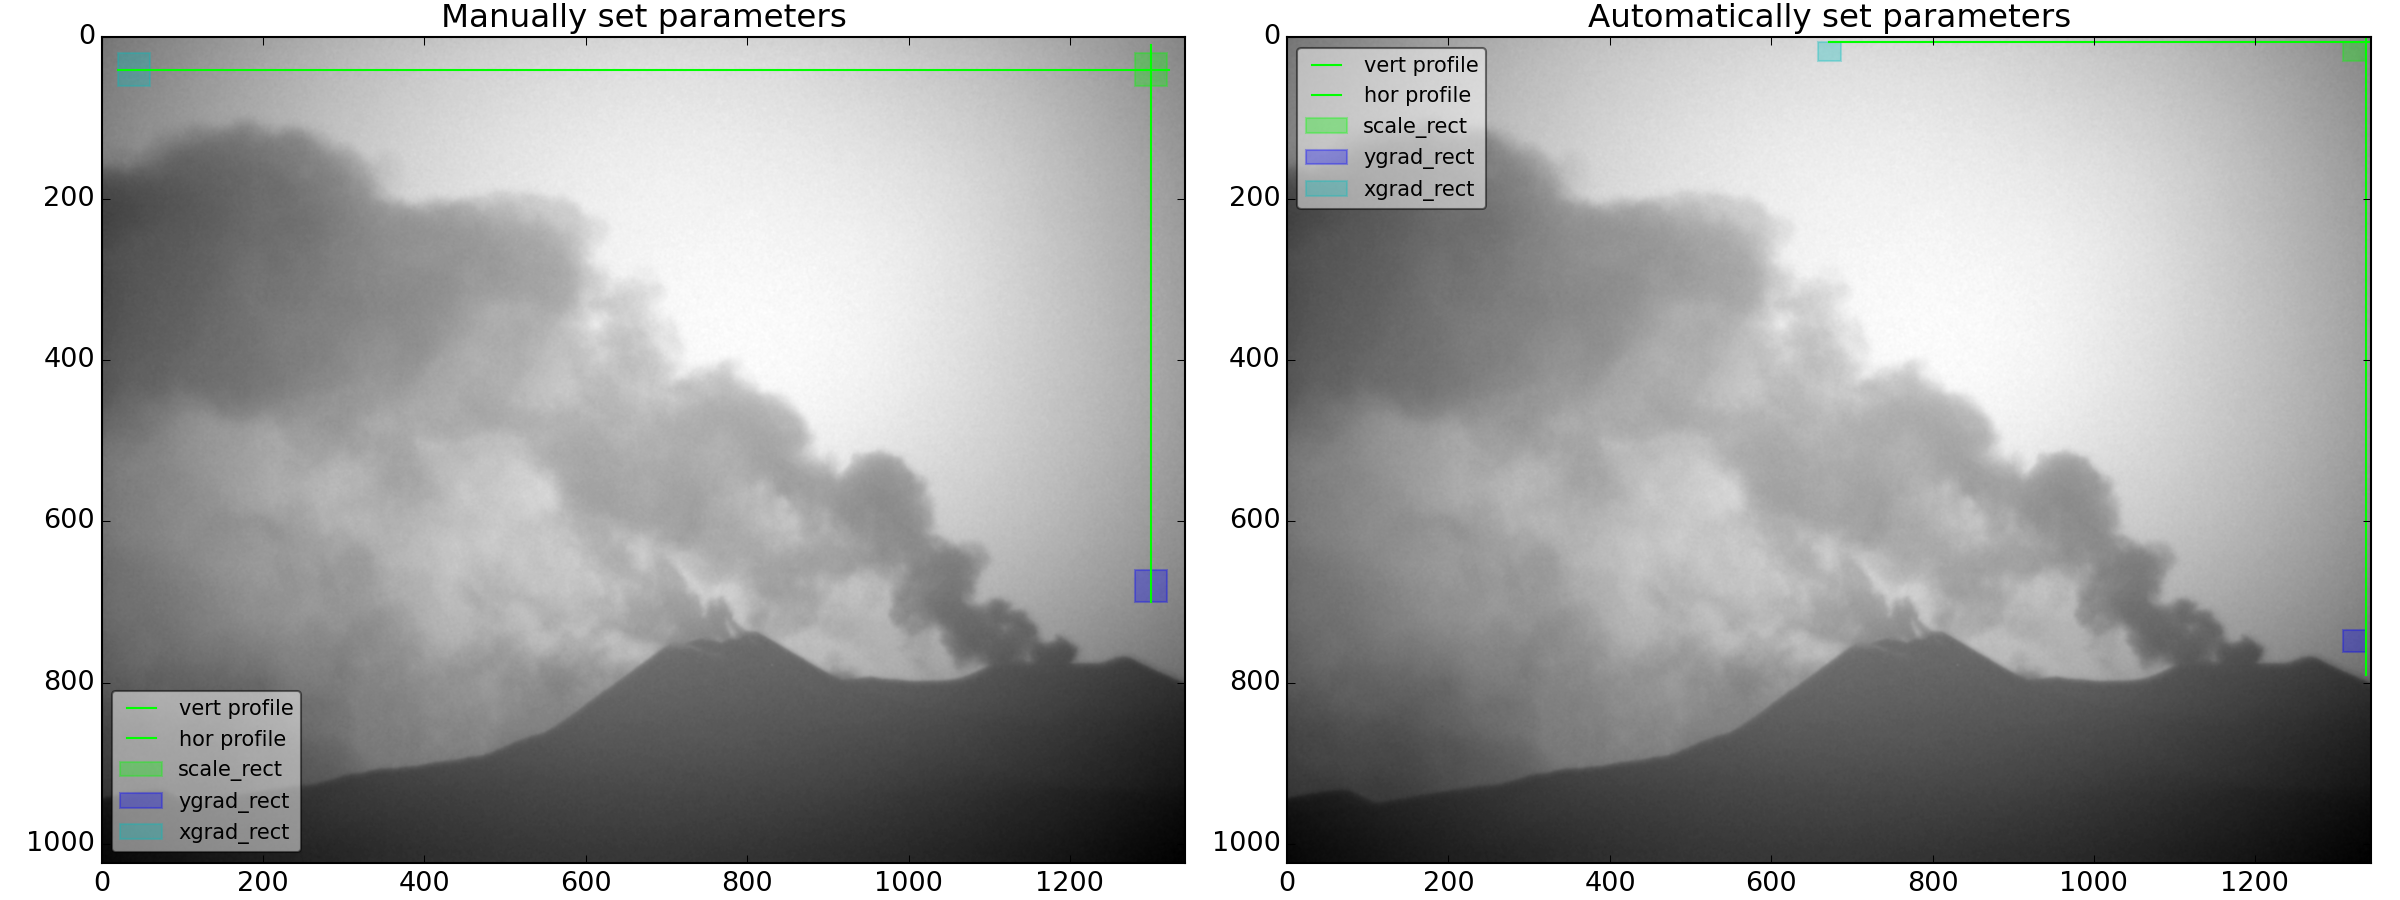 Manually set parameters
0
200
400
600
800
1000
vert profile
hor profile
scale_rect
ygrad_rect
xgrad_rect
0 200 400 600 800 1000 1200
Automatically set parameters
0
200
400
600
800
1000
vert profile
hor profile
scale_rect
ygrad_rect
xgrad_rect
0 200 400 600 800 1000 1200